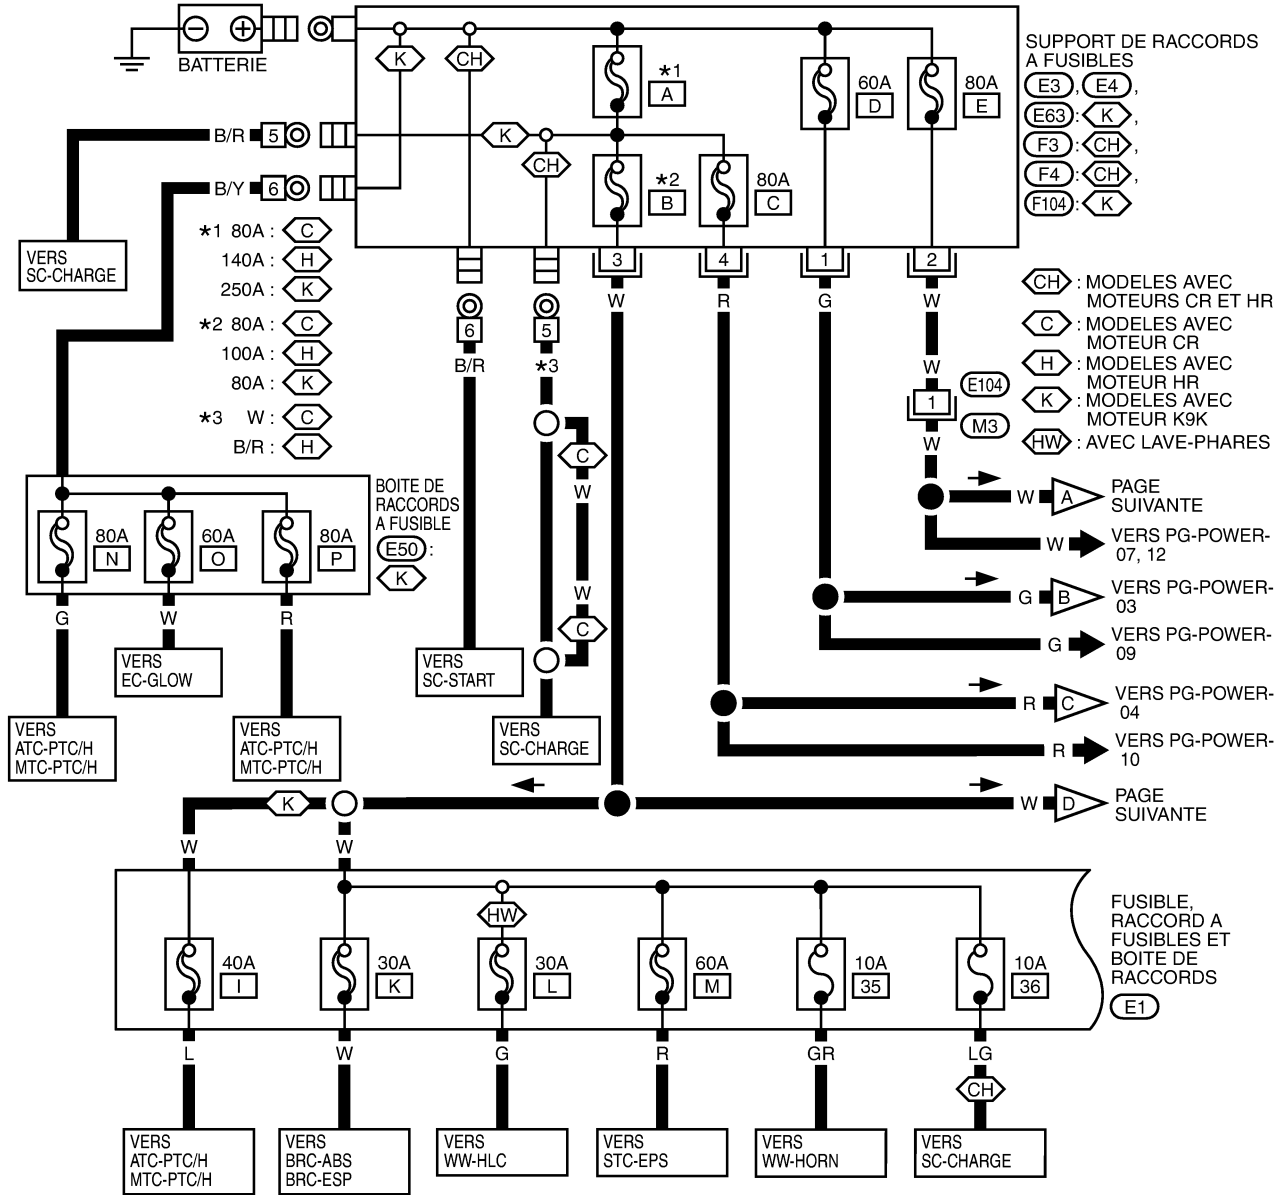 BATTERIE
K
CH
*1
A
60A
D
80A
E
SUPPORT DE RACCORDS
A FUSIBLES
E3 , E4 ,
E63 : K ,
F3 : CH ,
F4 : CH ,
F104 : K
B/R 5
K
CH
B/Y 6
*2
B
80A
C
*1 80A : C
140A : H
250A : K
*2 80A : C
100A : H
80A : K
*3 W : C
B/R : H
VERS
SC-CHARGE
3
4
1
2
W
R
G
W
6
5
B/R
*3
CH : MODELES AVEC
MOTEURS CR ET HR
C : MODELES AVEC
MOTEUR CR
H : MODELES AVEC
MOTEUR HR
K : MODELES AVEC
MOTEUR K9K
HW : AVEC LAVE-PHARES
W
1
E104
M3
W
C
W
W
C
BOITE DE
RACCORDS
A FUSIBLE
E50 :
K
80A
N
60A
O
80A
P
G
W
R
VERS
EC-GLOW
VERS
ATC-PTC/H
MTC-PTC/H
VERS
ATC-PTC/H
MTC-PTC/H
VERS
SC-START
VERS
SC-CHARGE
W A PAGE
SUIVANTE
W VERS PG-POWER-
07, 12
G B VERS PG-POWER-
03
G VERS PG-POWER-
09
R C VERS PG-POWER-
04
R VERS PG-POWER-
10
W D PAGE
SUIVANTE
K
W
W
HW
40A
I
30A
K
30A
L
60A
M
10A
35
10A
36
FUSIBLE,
RACCORD A
FUSIBLES ET
BOITE DE
RACCORDS
E1
L
W
G
R
GR
LG
CH
VERS
ATC-PTC/H
MTC-PTC/H
VERS
BRC-ABS
BRC-ESP
VERS
WW-HLC
VERS
STC-EPS
VERS
WW-HORN
VERS
SC-CHARGE